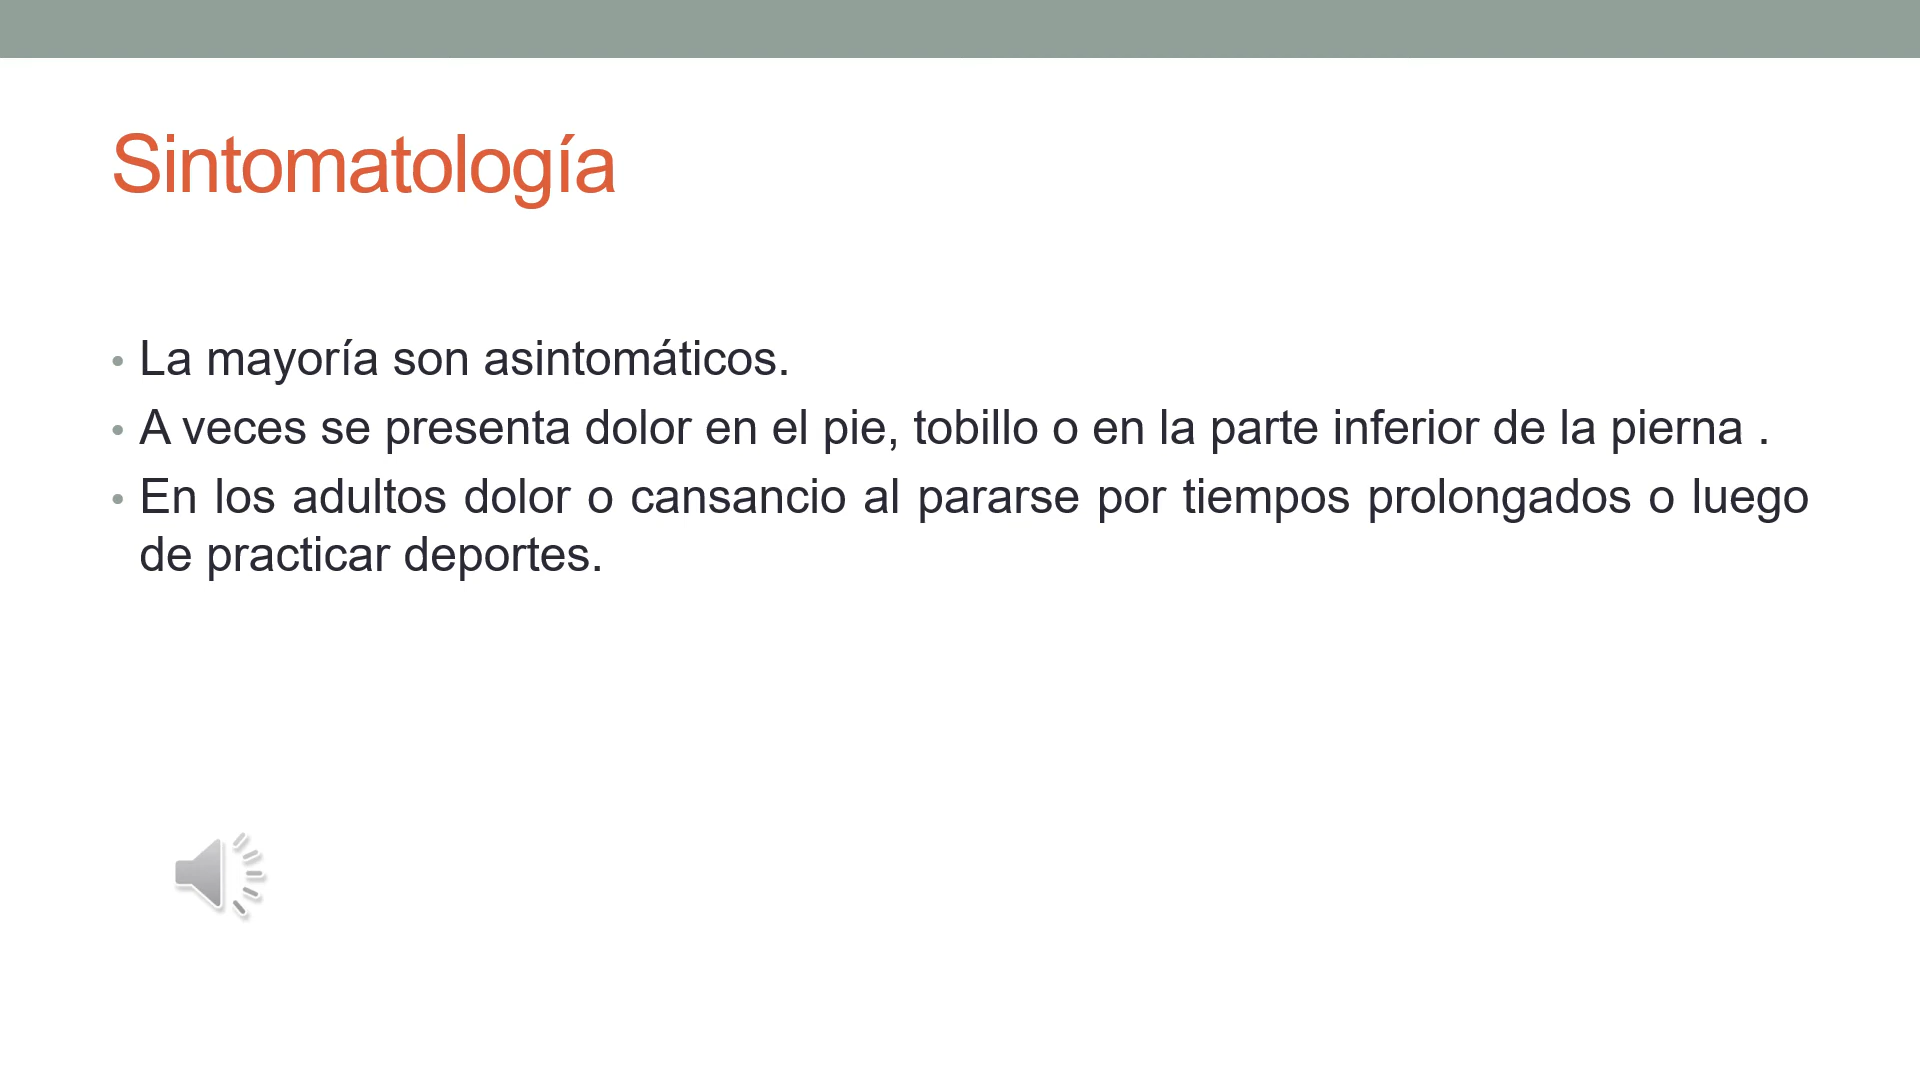 Sintomatología
• La mayoría son asintomáticos.
• A veces se presenta dolor en el pie, tobillo o en la parte inferior de la pierna .
• En los adultos dolor o cansancio al pararse por tiempos prolongados o luego
de practicar deportes.